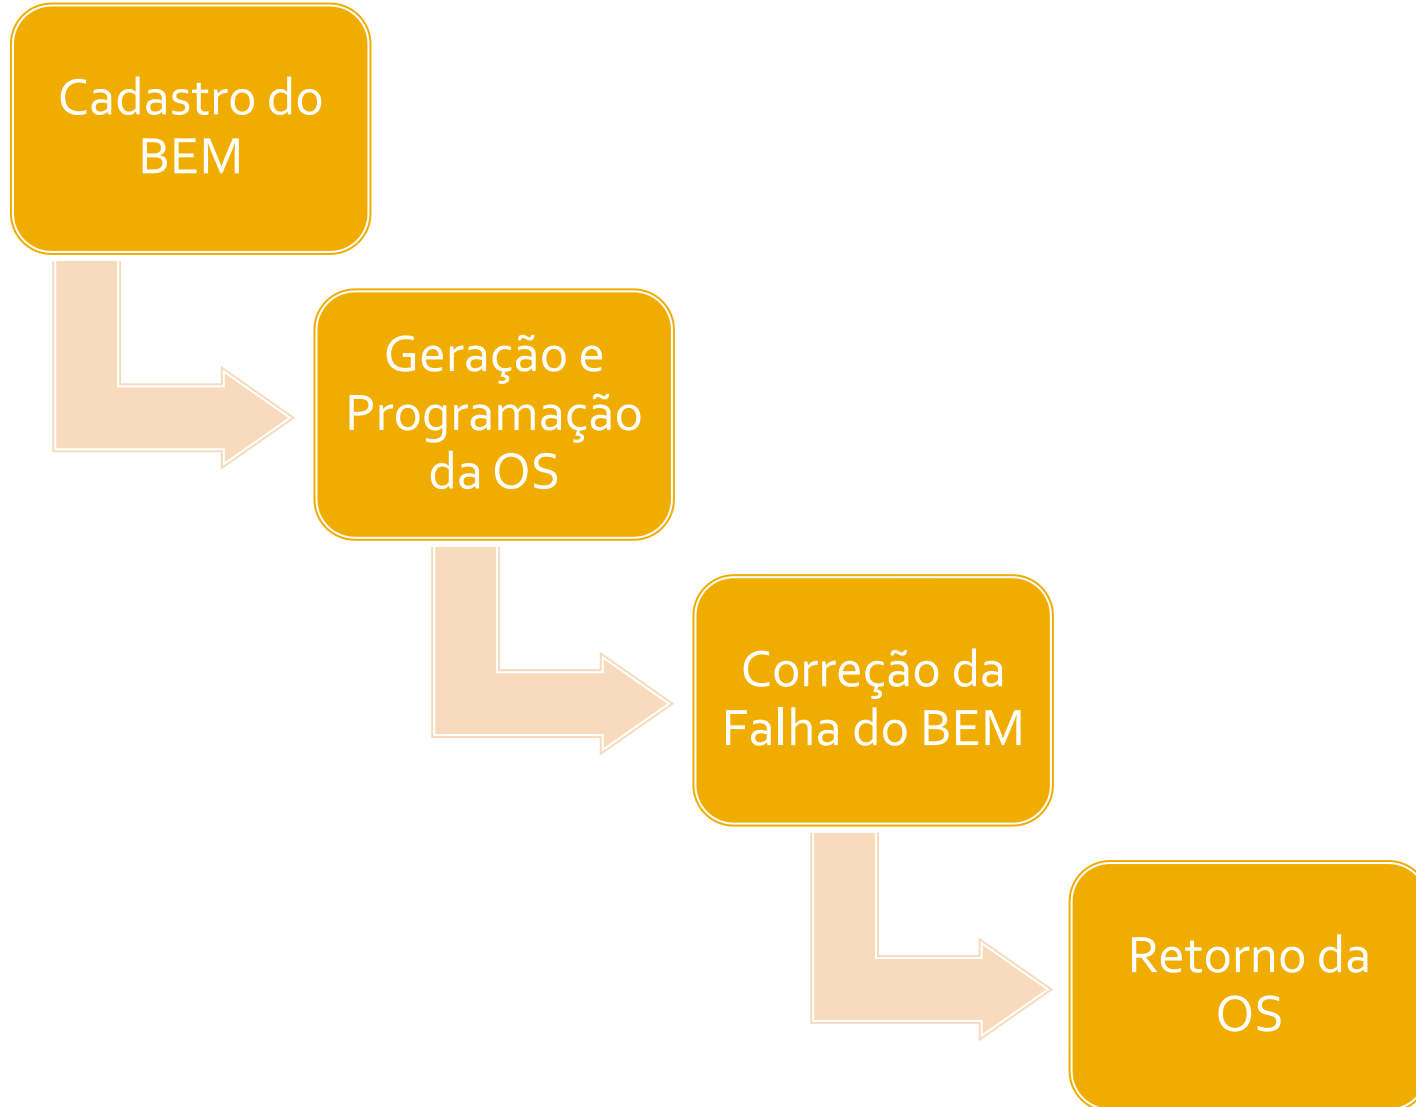 Cadastro do
BEM
Geração e
Programação
da OS
Correção da
Falha do BEM
Retorno da
OS